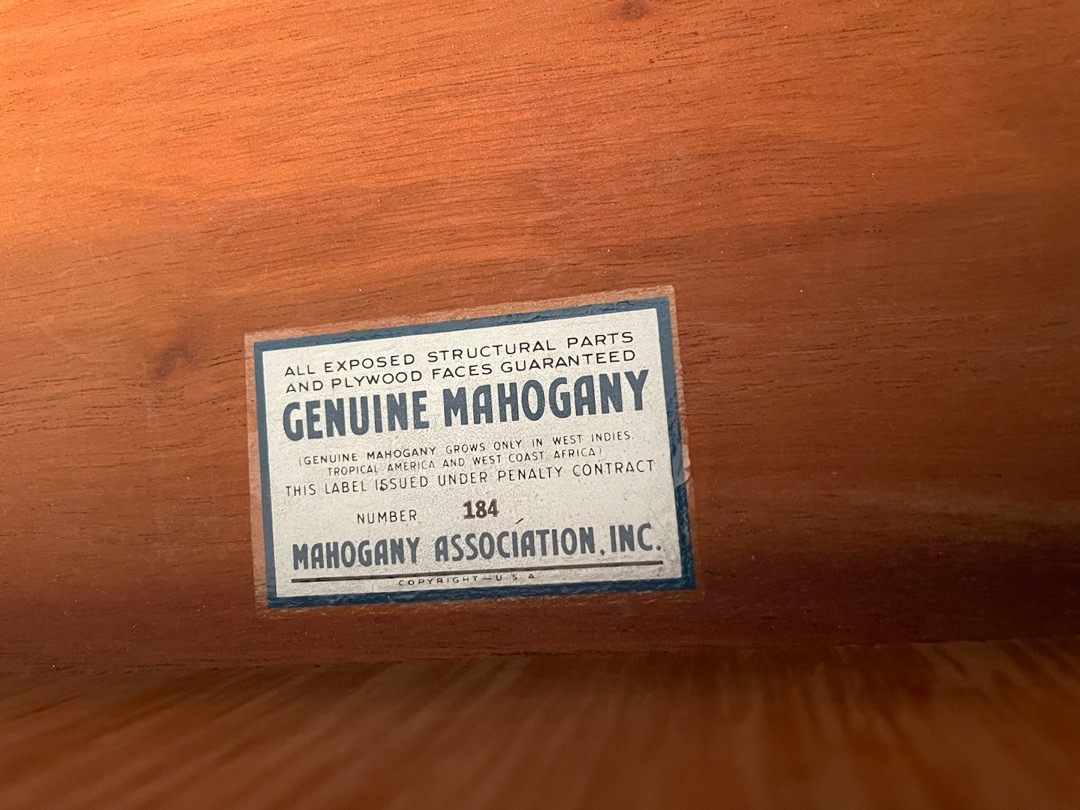 ALL EXPOSED STRUCTURAL PARTS
AND PLYWOOD FACES GUARANTEED
GENUINE MAHOGANY
(GENUINE MAHOGANY GROWS ONLY IN WEST INDIES,
TROPICAL AMERICA AND WEST COAST AFRICA)
THIS LABEL ISSUED UNDER PENALTY CONTRACT
NUMBER 184
MAHOGANY ASSOCIATION, INC.
COPYRIGHT—U.S.A.